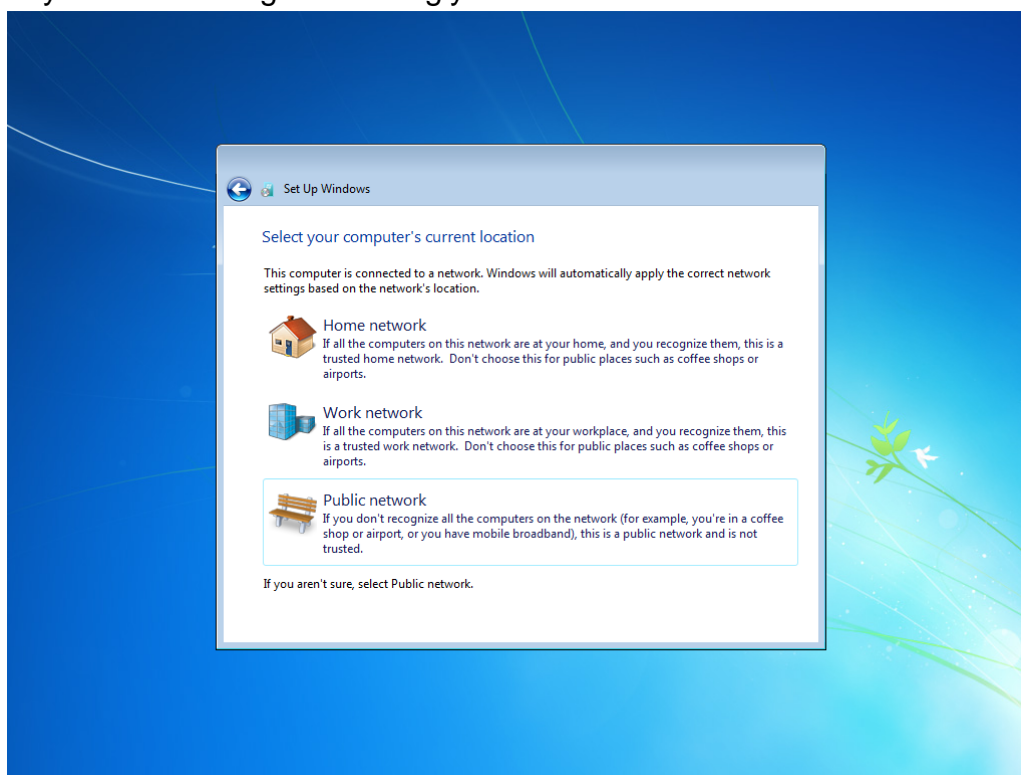 Set Up Windows
Select your computer's current location
This computer is connected to a network. Windows will automatically apply the correct network
settings based on the network's location.
Home network
If all the computers on this network are at your home, and you recognize them, this is a
trusted home network.  Don't choose this for public places such as coffee shops or
airports.
Work network
If all the computers on this network are at your workplace, and you recognize them, this
is a trusted work network.  Don't choose this for public places such as coffee shops or
airports.
Public network
If you don't recognize all the computers on the network (for example, you're in a coffee
shop or airport, or you have mobile broadband), this is a public network and is not
trusted.
If you aren't sure, select Public network.